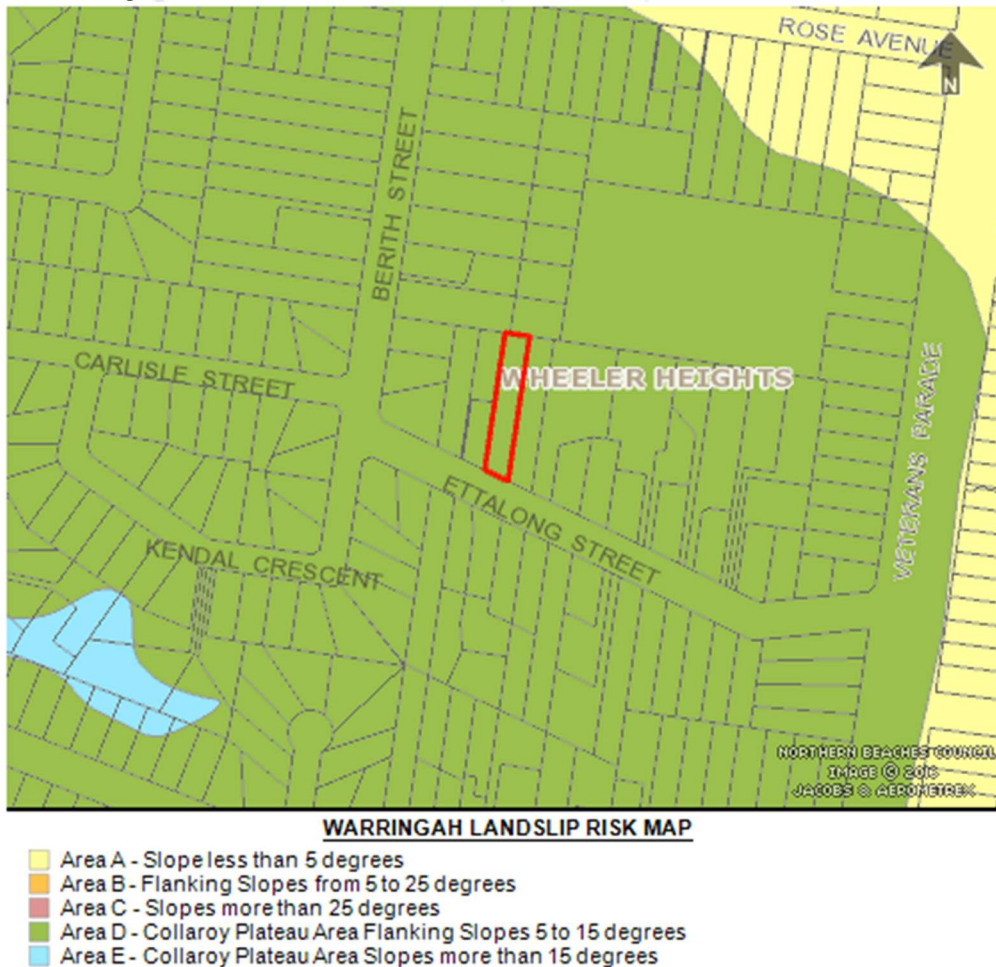 ROSE AVENUE
N
BERITH STREET
CARLISLE STREET
WHEELER HEIGHTS
VETERANS PARADE
ETTALONG STREET
KENDAL CRESCENT
NORTHERN BEACHES COUNCIL
IMAGE © 2016
JACOBS & AEROMETREX
WARRINGAH LANDSLIP RISK MAP
Area A - Slope less than 5 degrees
Area B - Flanking Slopes from 5 to 25 degrees
Area C - Slopes more than 25 degrees
Area D - Collaroy Plateau Area Flanking Slopes 5 to 15 degrees
Area E - Collaroy Plateau Area Slopes more than 15 degrees